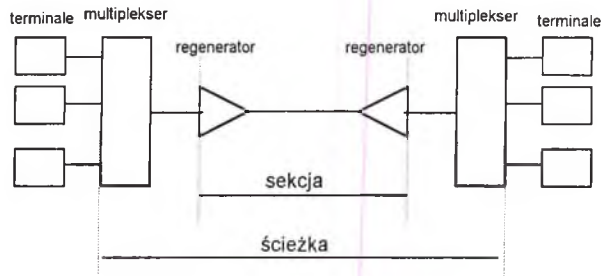 terminale multiplekser multiplekser terminale
regenerator regenerator
sekcja
ścieżka